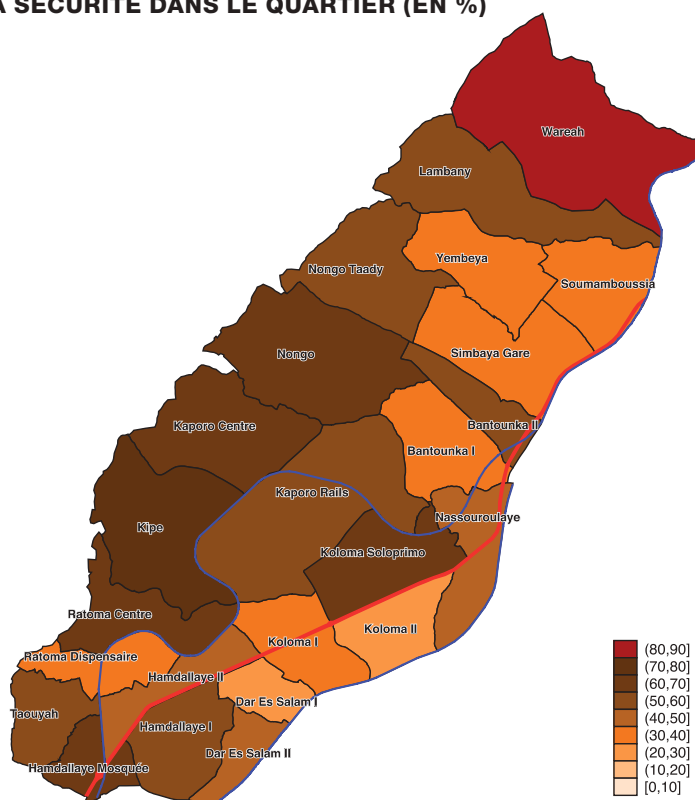 A SÉCURITÉ DANS LE QUARTIER (EN %)
Wareah
Lambany
Yembeya
Nongo Taady
Soumamboussia
Nongo
Simbaya Gare
Kaporo Centre
Bantounka II
Bantounka I
Kaporo Rails
Nassouroulaye
Kipe
Koloma Soloprimo
Ratoma Centre
Koloma II
Koloma I
Ratoma Dispensaire
Hamdallaye II
Dar Es Salam I
Taouyah
Hamdallaye I
Dar Es Salam II
Hamdallaye Mosquée
(80,90]
(70,80]
(60,70]
(50,60]
(40,50]
(30,40]
(20,30]
(10,20]
[0,10]